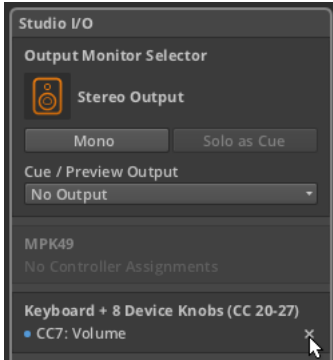 Studio I/O
Output Monitor Selector
Stereo Output
Mono
Solo as Cue
Cue / Preview Output
No Output
MPK49
No Controller Assignments
Keyboard + 8 Device Knobs (CC 20-27)
CC7: Volume